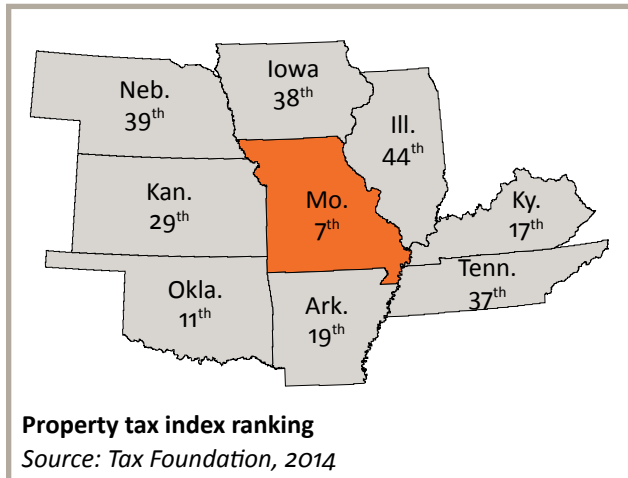 Iowa
38th
Neb.
39th
Ill.
44th
Kan.
29th
Mo.
7th
Ky.
17th
Okla.
11th
Ark.
19th
Tenn.
37th
Property tax index ranking
Source: Tax Foundation, 2014